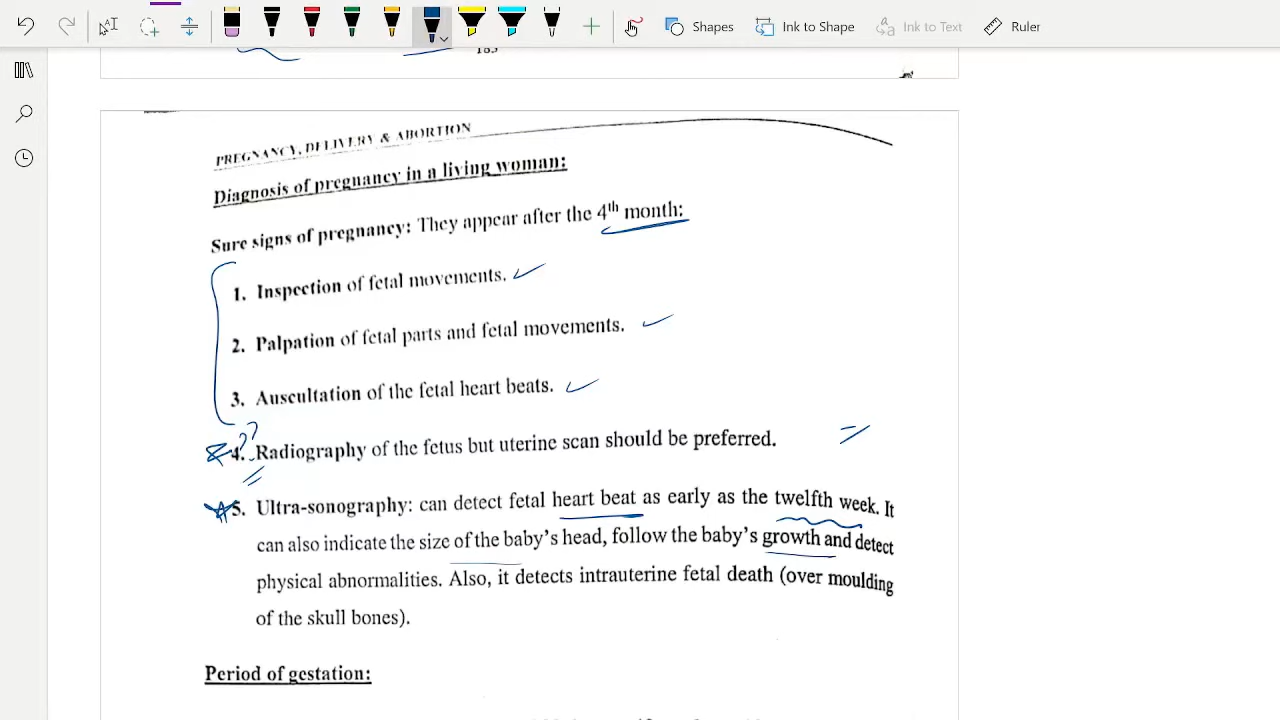 Shapes Ink to Shape Ink to Text Ruler
185
PREGNANCY, DELIVERY & ABORTION
Diagnosis of pregnancy in a living woman:
Sure signs of pregnancy: They appear after the 4th month:
1. Inspection of fetal movements.
2. Palpation of fetal parts and fetal movements.
3. Auscultation of the fetal heart beats.
??
4. Radiography of the fetus but uterine scan should be preferred.
5. Ultra-sonography: can detect fetal heart beat as early as the twelfth week. It
can also indicate the size of the baby's head, follow the baby's growth and detect
physical abnormalities. Also, it detects intrauterine fetal death (over moulding
of the skull bones).
Period of gestation: